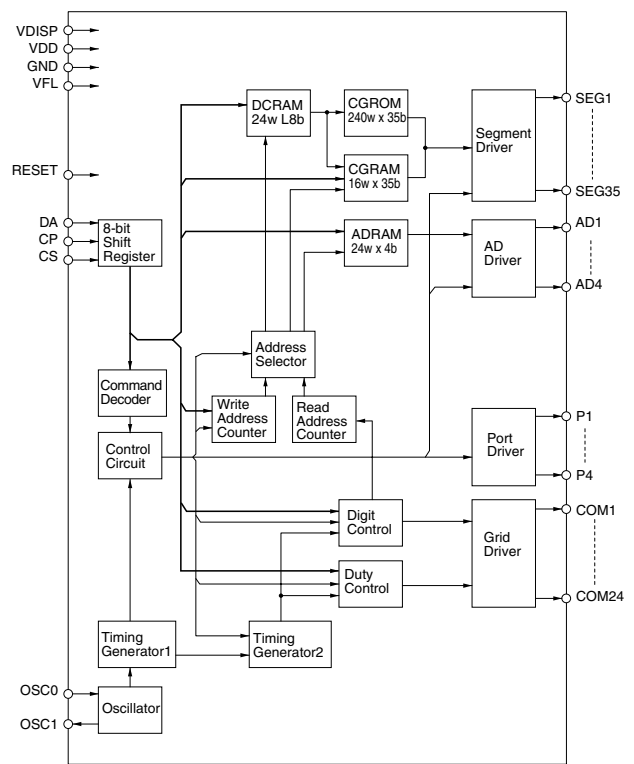 VDISP
VDD
GND
VFL
RESET
DA
CP
CS
8-bit
Shift
Register
DCRAM
24w L8b
CGROM
240w x 35b
CGRAM
16w x 35b
ADRAM
24w x 4b
Segment
Driver
SEG1
SEG35
AD
Driver
AD1
AD4
Address
Selector
Command
Decoder
Write
Address
Counter
Read
Address
Counter
Control
Circuit
Port
Driver
P1
P4
Digit
Control
Duty
Control
Grid
Driver
COM1
COM24
Timing
Generator1
Timing
Generator2
OSC0
OSC1
Oscillator